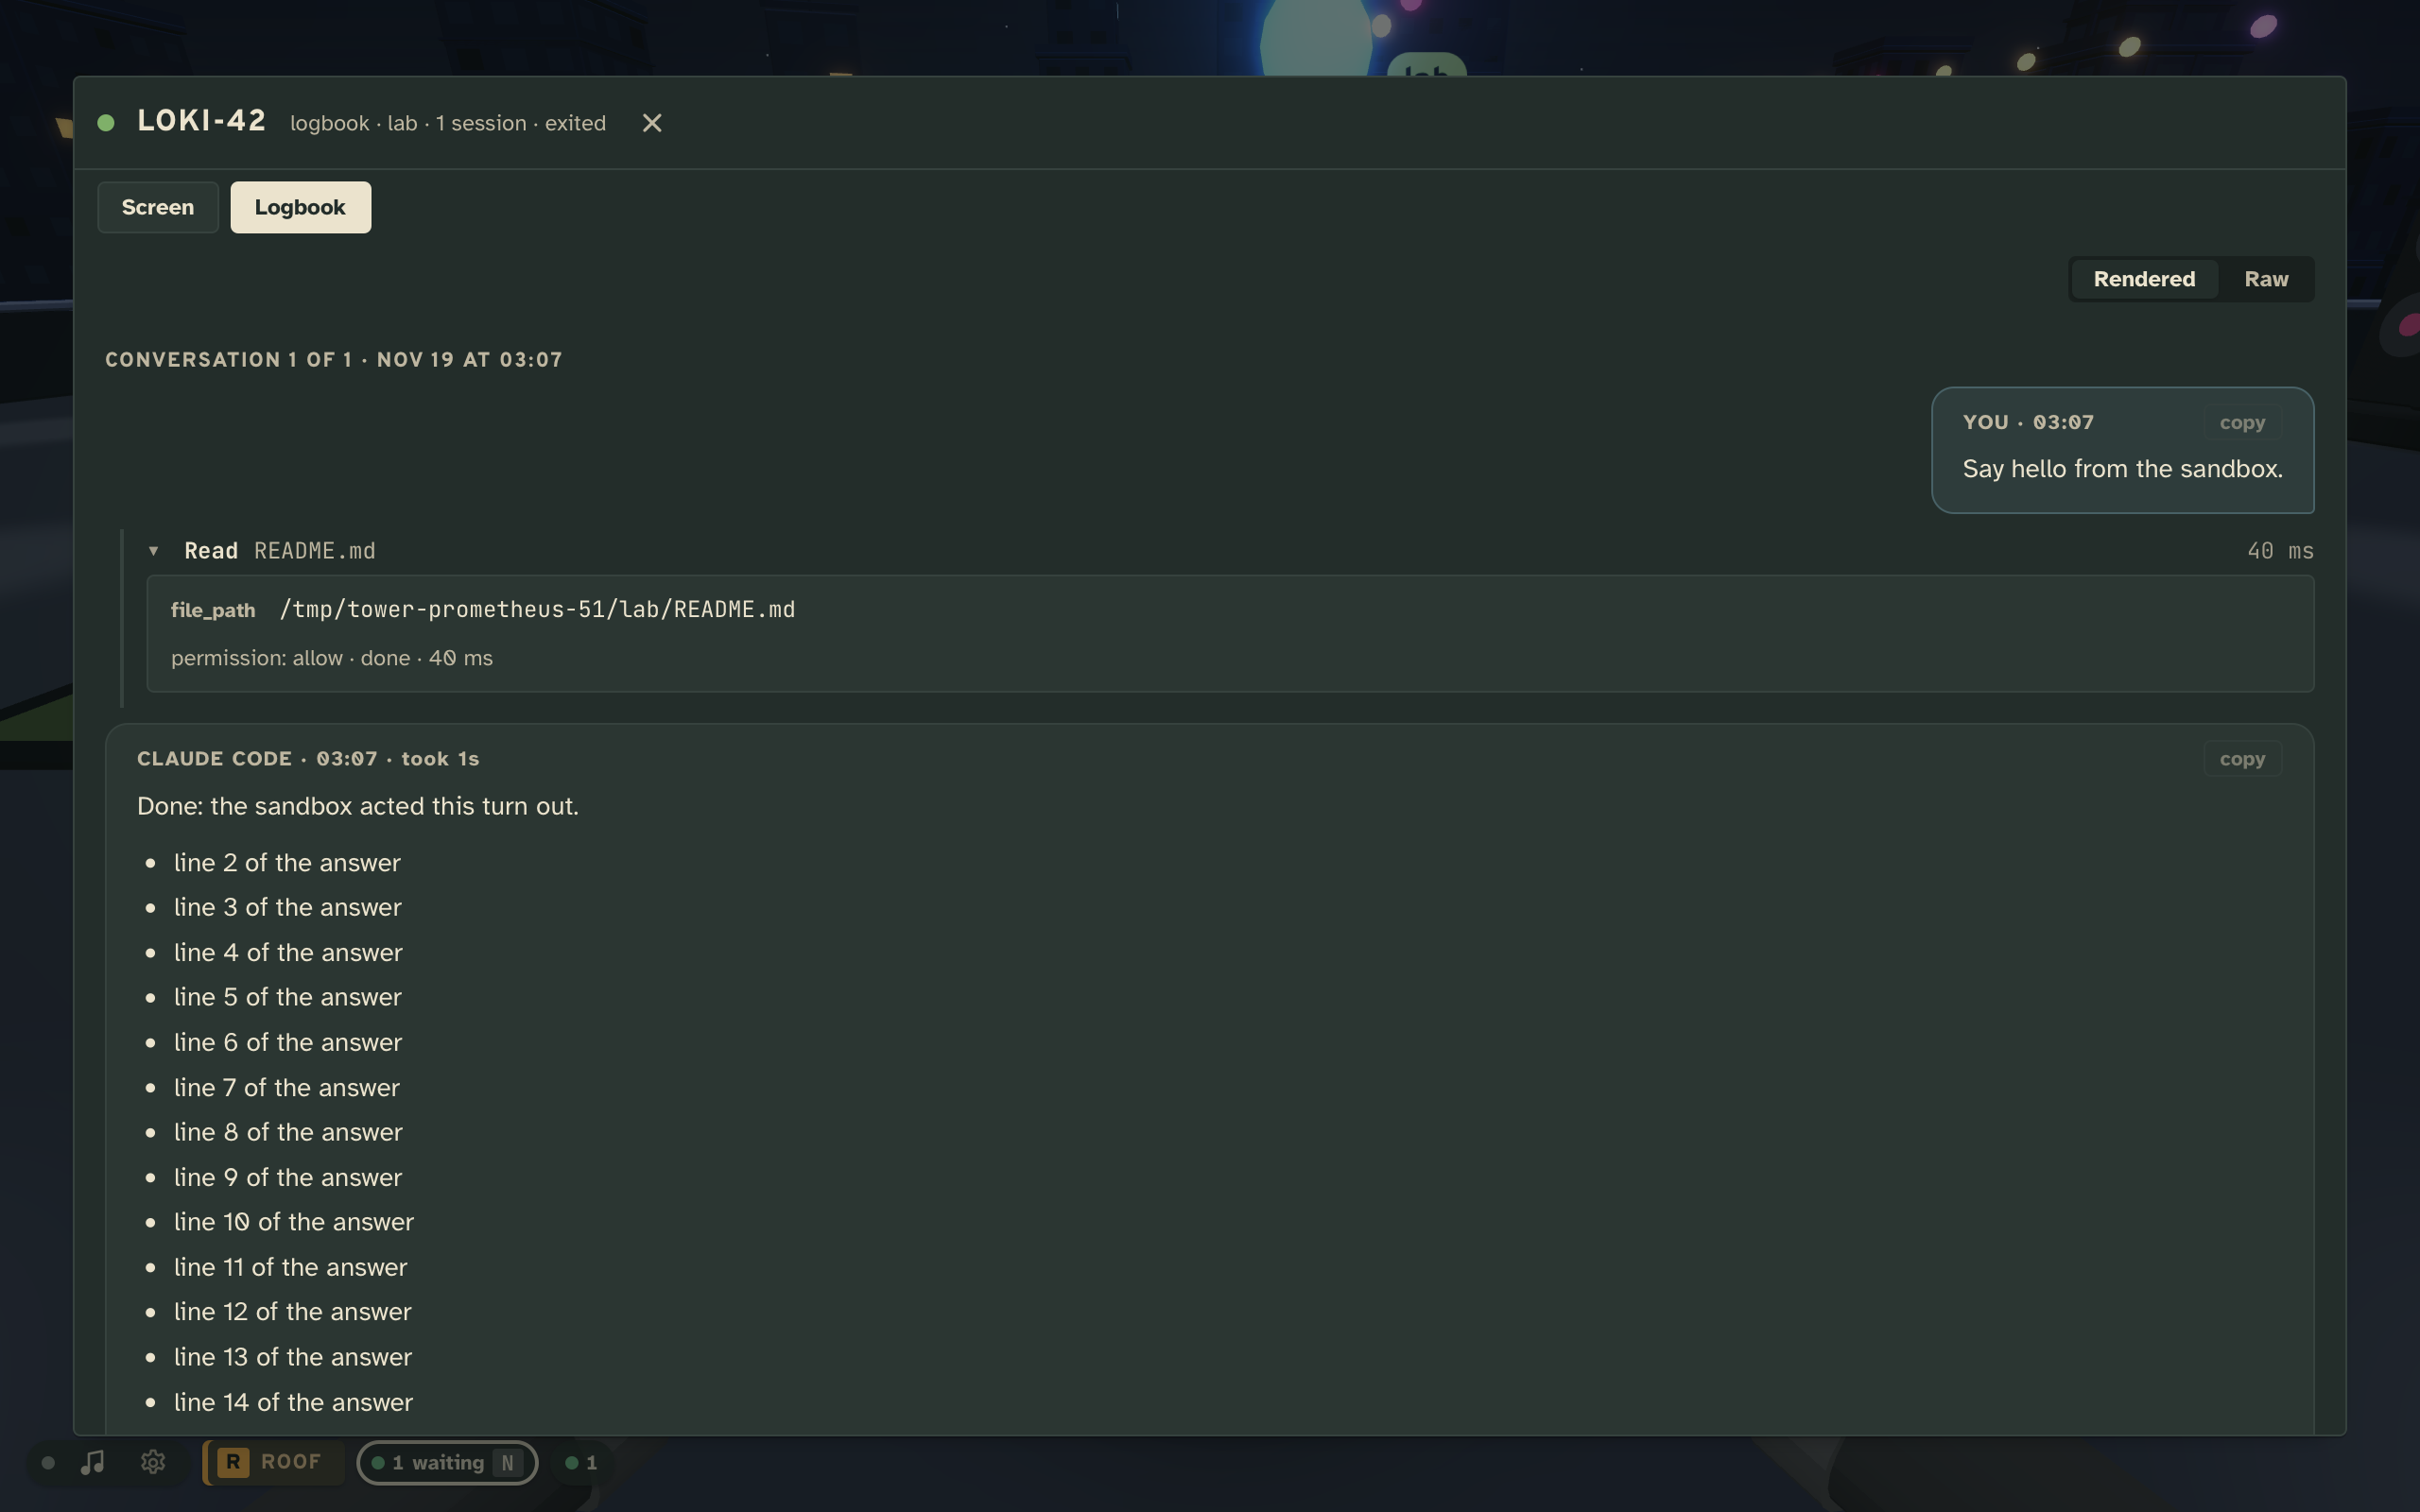 lab
LOKI-42 logbook · lab · 1 session · exited
Screen Logbook
Rendered Raw
CONVERSATION 1 OF 1 · NOV 19 AT 03:07
YOU · 03:07 copy
Say hello from the sandbox.
Read README.md 40 ms
file_path /tmp/tower-prometheus-51/lab/README.md
permission: allow · done · 40 ms
CLAUDE CODE · 03:07 · took 1s copy
Done: the sandbox acted this turn out.
• line 2 of the answer
• line 3 of the answer
• line 4 of the answer
• line 5 of the answer
• line 6 of the answer
• line 7 of the answer
• line 8 of the answer
• line 9 of the answer
• line 10 of the answer
• line 11 of the answer
• line 12 of the answer
• line 13 of the answer
• line 14 of the answer
R ROOF 1 waiting N 1